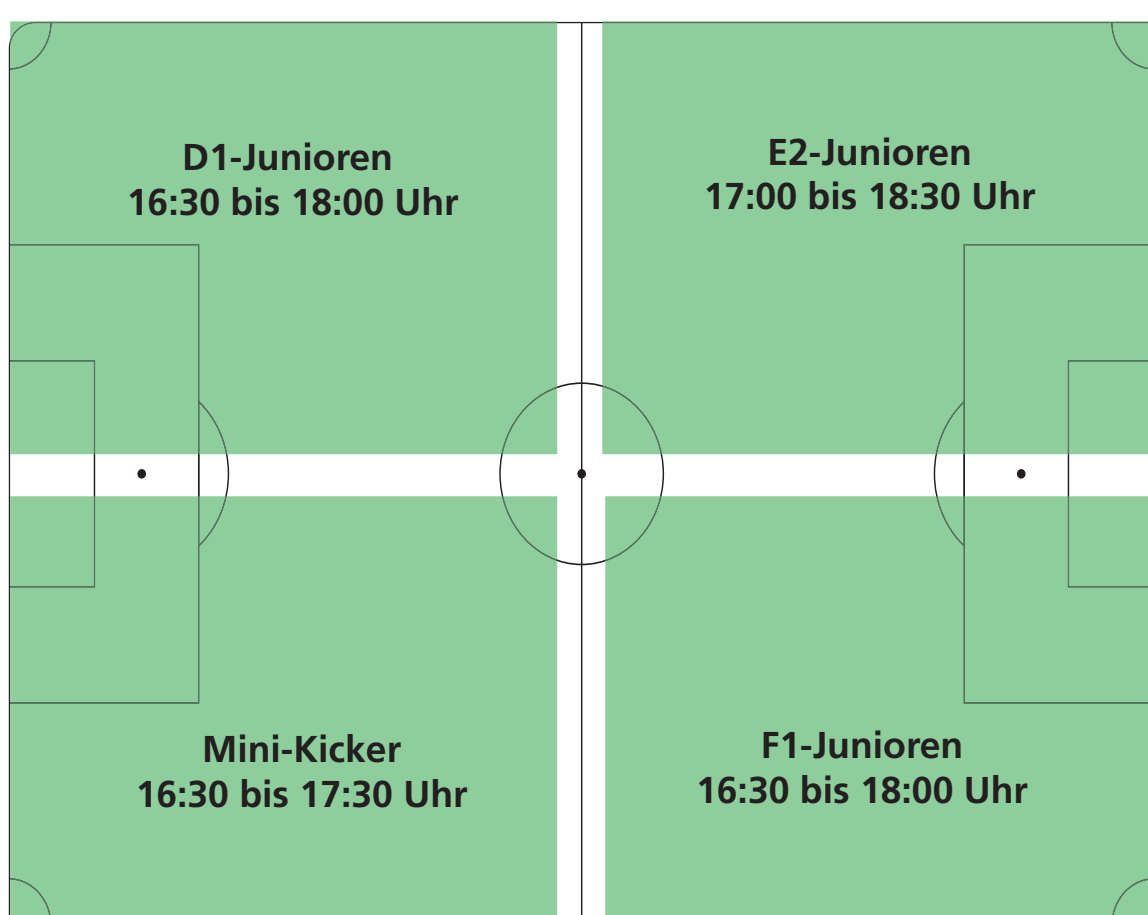 D1-Junioren
16:30 bis 18:00 Uhr
E2-Junioren
17:00 bis 18:30 Uhr
Mini-Kicker
16:30 bis 17:30 Uhr
F1-Junioren
16:30 bis 18:00 Uhr